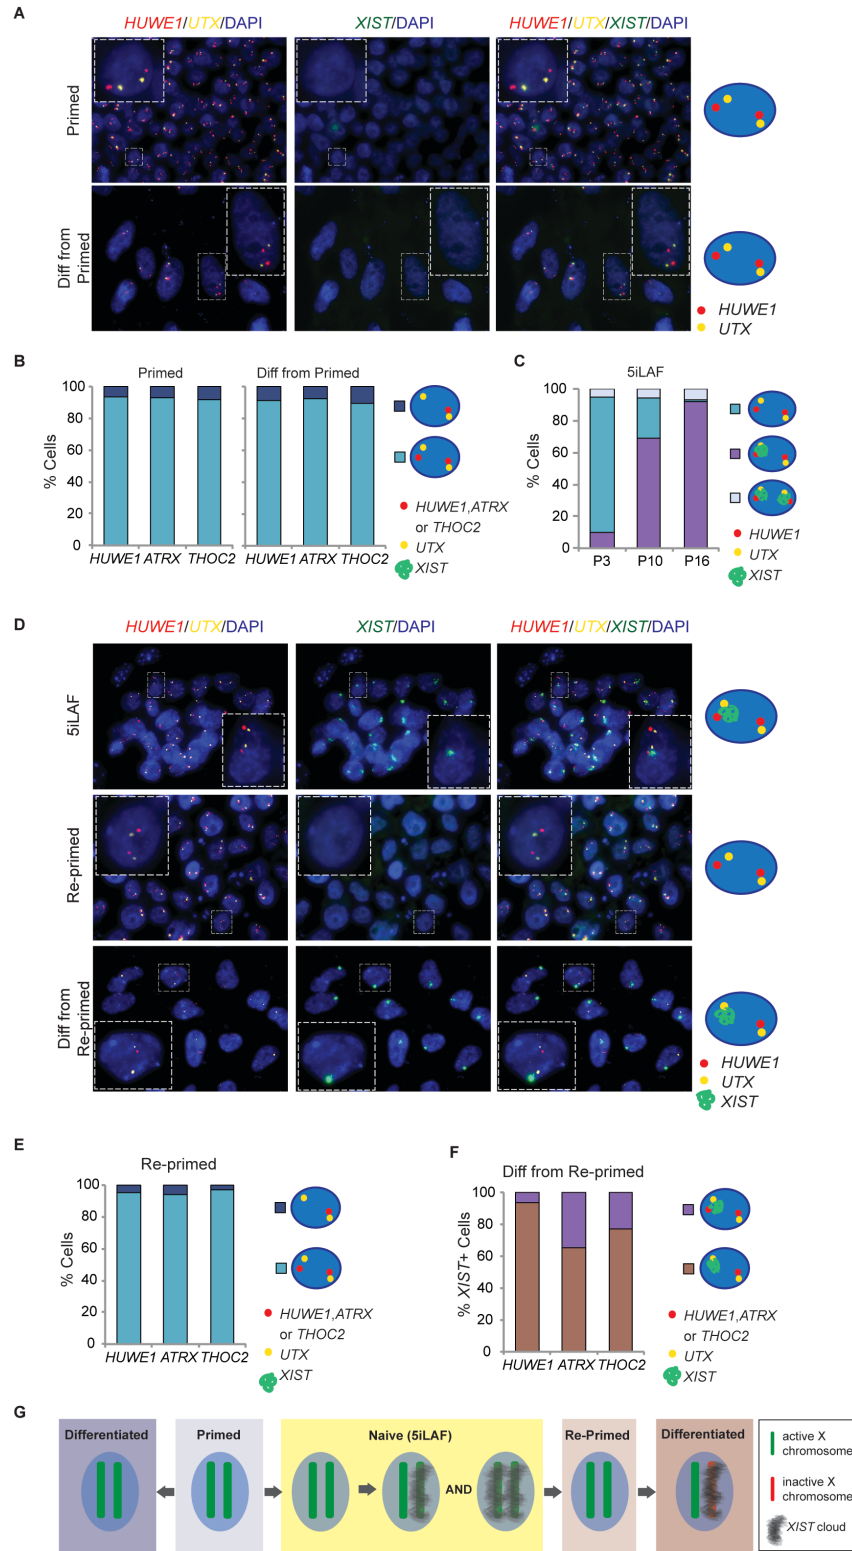 A
HUWE1/UTX/DAPI
XIST/DAPI
HUWE1/UTX/XIST/DAPI
Primed
Diff from
Primed
HUWE1
UTX
B
Primed
Diff from Primed
% Cells
100
80
60
40
20
0
HUWE1 ATRX THOC2
HUWE1 ATRX THOC2
HUWE1,ATRX
or THOC2
UTX
XIST
C
5iLAF
% Cells
100
80
60
40
20
0
P3 P10 P16
HUWE1
UTX
XIST
D
HUWE1/UTX/DAPI
XIST/DAPI
HUWE1/UTX/XIST/DAPI
5iLAF
Re-primed
Diff from
Re-primed
HUWE1
UTX
XIST
E
Re-primed
% Cells
100
80
60
40
20
0
HUWE1 ATRX THOC2
HUWE1,ATRX
or THOC2
UTX
XIST
F
Diff from Re-primed
% XIST+ Cells
100
80
60
40
20
0
HUWE1 ATRX THOC2
HUWE1,ATRX
or THOC2
UTX
XIST
G
Differentiated
Primed
Naive (5iLAF)
AND
Re-Primed
Differentiated
active X
chromosome
inactive X
chromosome
XIST cloud